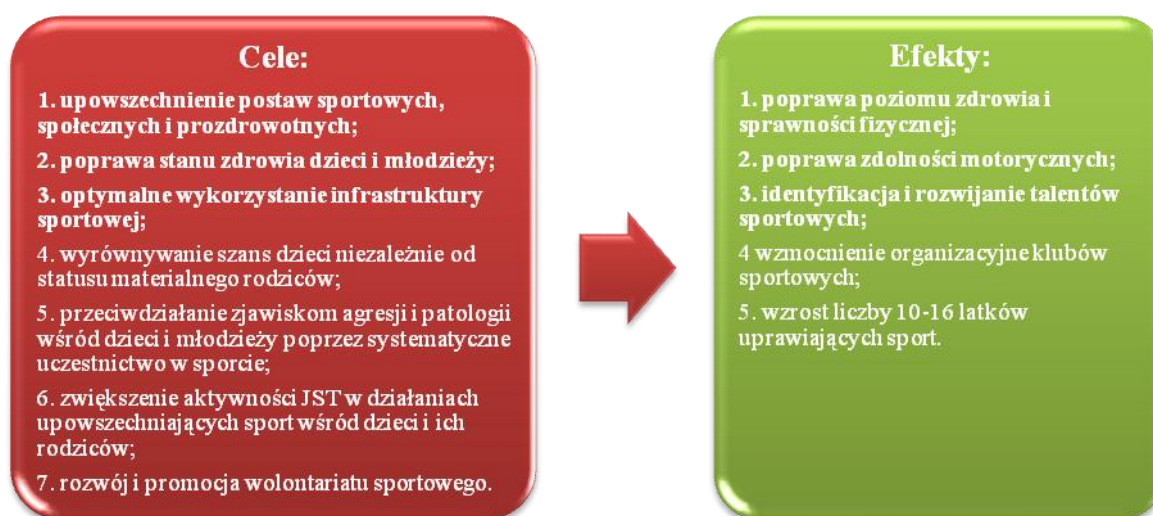 Cele:
1. upowszechnienie postaw sportowych,
społecznych i prozdrowotnych;
2. poprawa stanu zdrowia dzieci i młodzieży;
3. optymalne wykorzystanie infrastruktury
sportowej;
4. wyrównywanie szans dzieci niezależnie od
statusu materialnego rodziców;
5. przeciwdziałanie zjawiskom agresji i patologii
wśród dzieci i młodzieży poprzez systematyczne
uczestnictwo w sporcie;
6. zwiększenie aktywności JST w działaniach
upowszechniających sport wśród dzieci i ich
rodziców;
7. rozwój i promocja wolontariatu sportowego.
Efekty:
1. poprawa poziomu zdrowia i
sprawności fizycznej;
2. poprawa zdolności motorycznych;
3. identyfikacja i rozwijanie talentów
sportowych;
4 wzmocnienie organizacyjne klubów
sportowych;
5. wzrost liczby 10-16 latków
uprawiających sport.